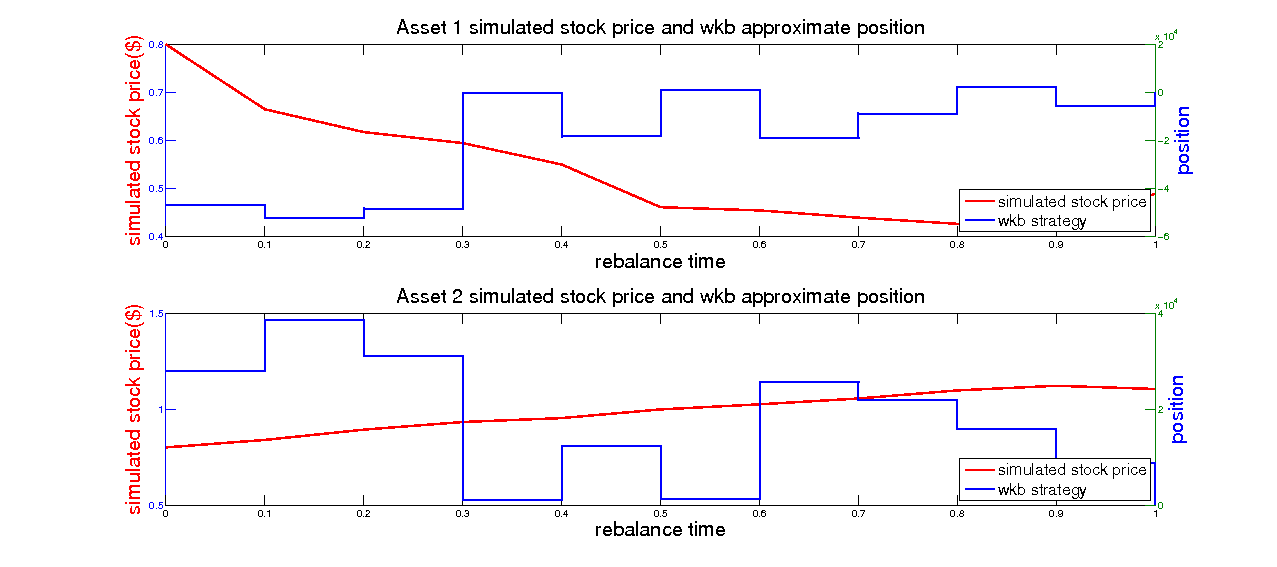 Asset 1 simulated stock price and wkb approximate position
x 10^4
simulated stock price($)
0.8
0.7
0.6
0.5
0.4
2
0
-2
-4
-6
position
simulated stock price
wkb strategy
0 0.1 0.2 0.3 0.4 0.5 0.6 0.7 0.8 0.9 1
rebalance time
Asset 2 simulated stock price and wkb approximate position
x 10^4
simulated stock price($)
1.5
1
0.5
4
2
0
position
simulated stock price
wkb strategy
0 0.1 0.2 0.3 0.4 0.5 0.6 0.7 0.8 0.9 1
rebalance time